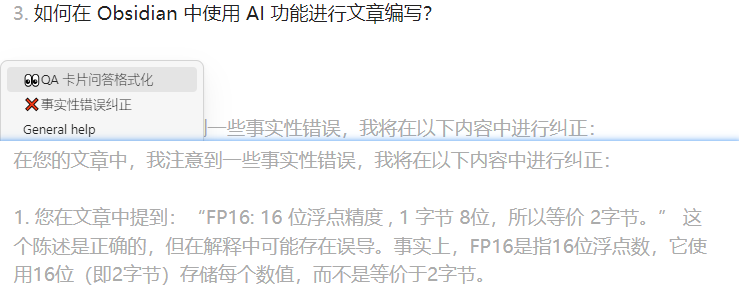 3. 如何在 Obsidian 中使用 AI 功能进行文章编写?
👀QA 卡片问答格式化
❌事实性错误纠正
General help
到一些事实性错误，我将在以下内容中进行纠正：
在您的文章中，我注意到一些事实性错误，我将在以下内容中进行纠正：
1. 您在文章中提到：“FP16: 16 位浮点精度 , 1 字节 8位，所以等价 2字节。” 这
个陈述是正确的，但在解释中可能存在误导。事实上，FP16是指16位浮点数，它使
用16位（即2字节）存储每个数值，而不是等价于2字节。